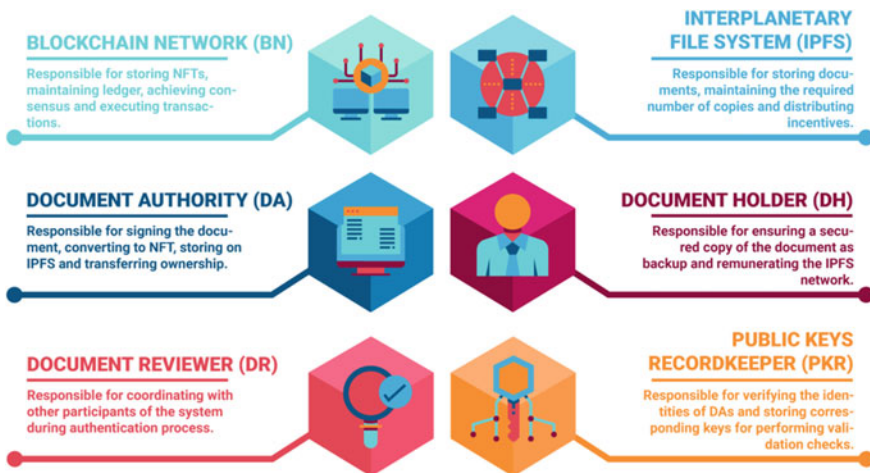 BLOCKCHAIN NETWORK (BN)
Responsible for storing NFTs,
maintaining ledger, achieving con-
sensus and executing transac-
tions.
INTERPLANETARY
FILE SYSTEM (IPFS)
Responsible for storing docu-
ments, maintaining the required
number of copies and distributing
incentives.
DOCUMENT AUTHORITY (DA)
Responsible for signing the docu-
ment, converting to NFT, storing on
IPFS and transferring ownership.
DOCUMENT HOLDER (DH)
Responsible for ensuring a secu-
red copy of the document as
backup and remunerating the IPFS
network.
DOCUMENT REVIEWER (DR)
Responsible for coordinating with
other participants of the system
during authentication process.
PUBLIC KEYS
RECORDKEEPER (PKR)
Responsible for verifying the iden-
tities of DAs and storing corres-
ponding keys for performing vali-
dation checks.